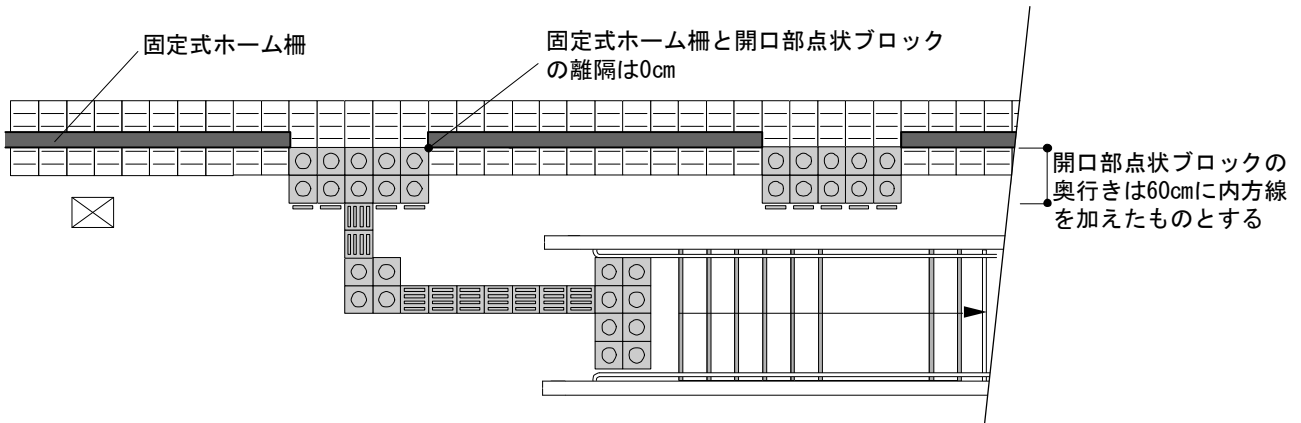 固定式ホーム柵
固定式ホーム柵と開口部点状ブロック
の離隔は0cm
開口部点状ブロックの
奥行きは60cmに内方線
を加えたものとする